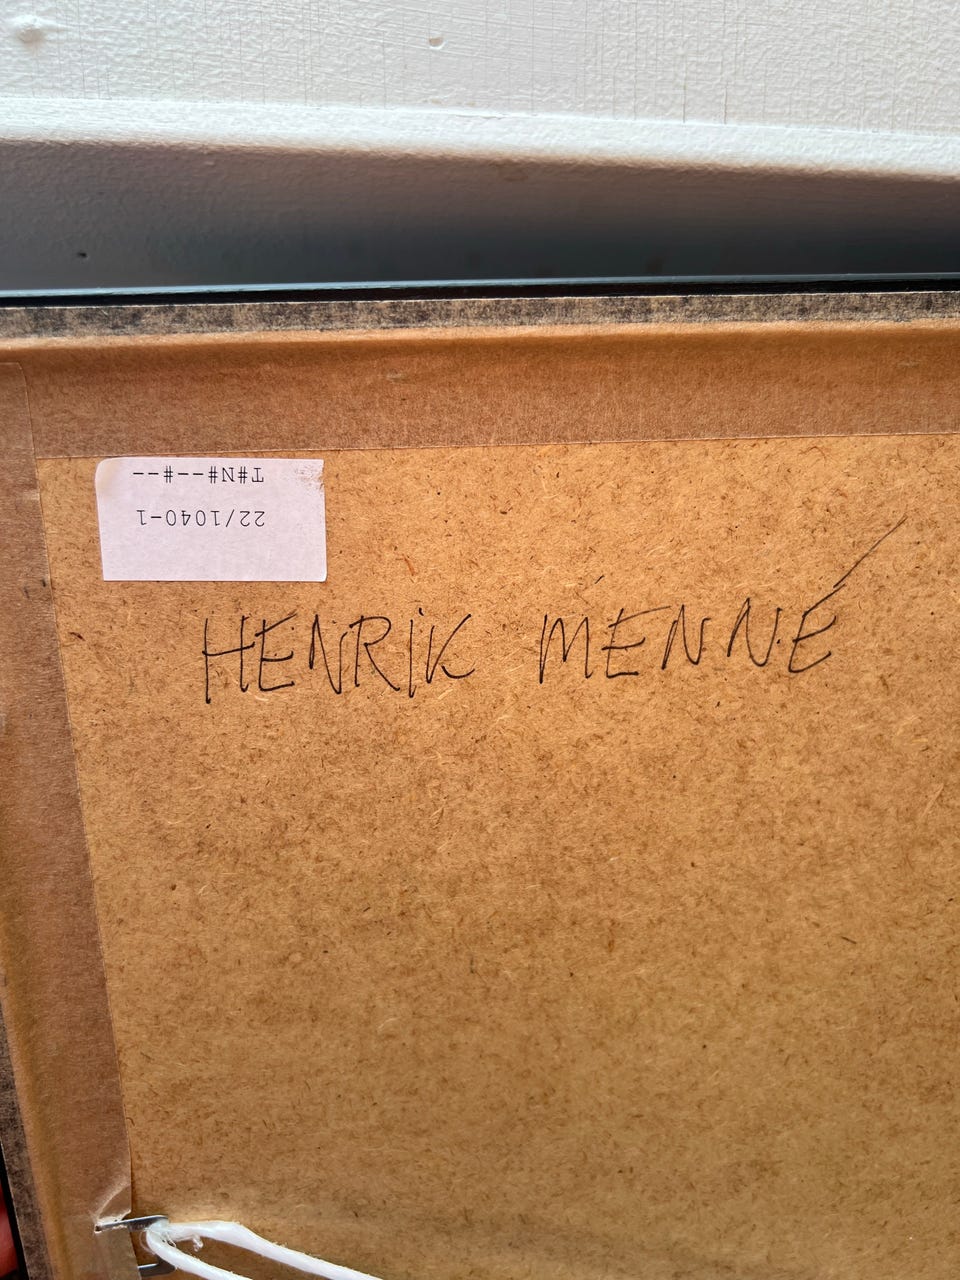 T#N#--#--
22/1040-1
HENRIK MENNÉ